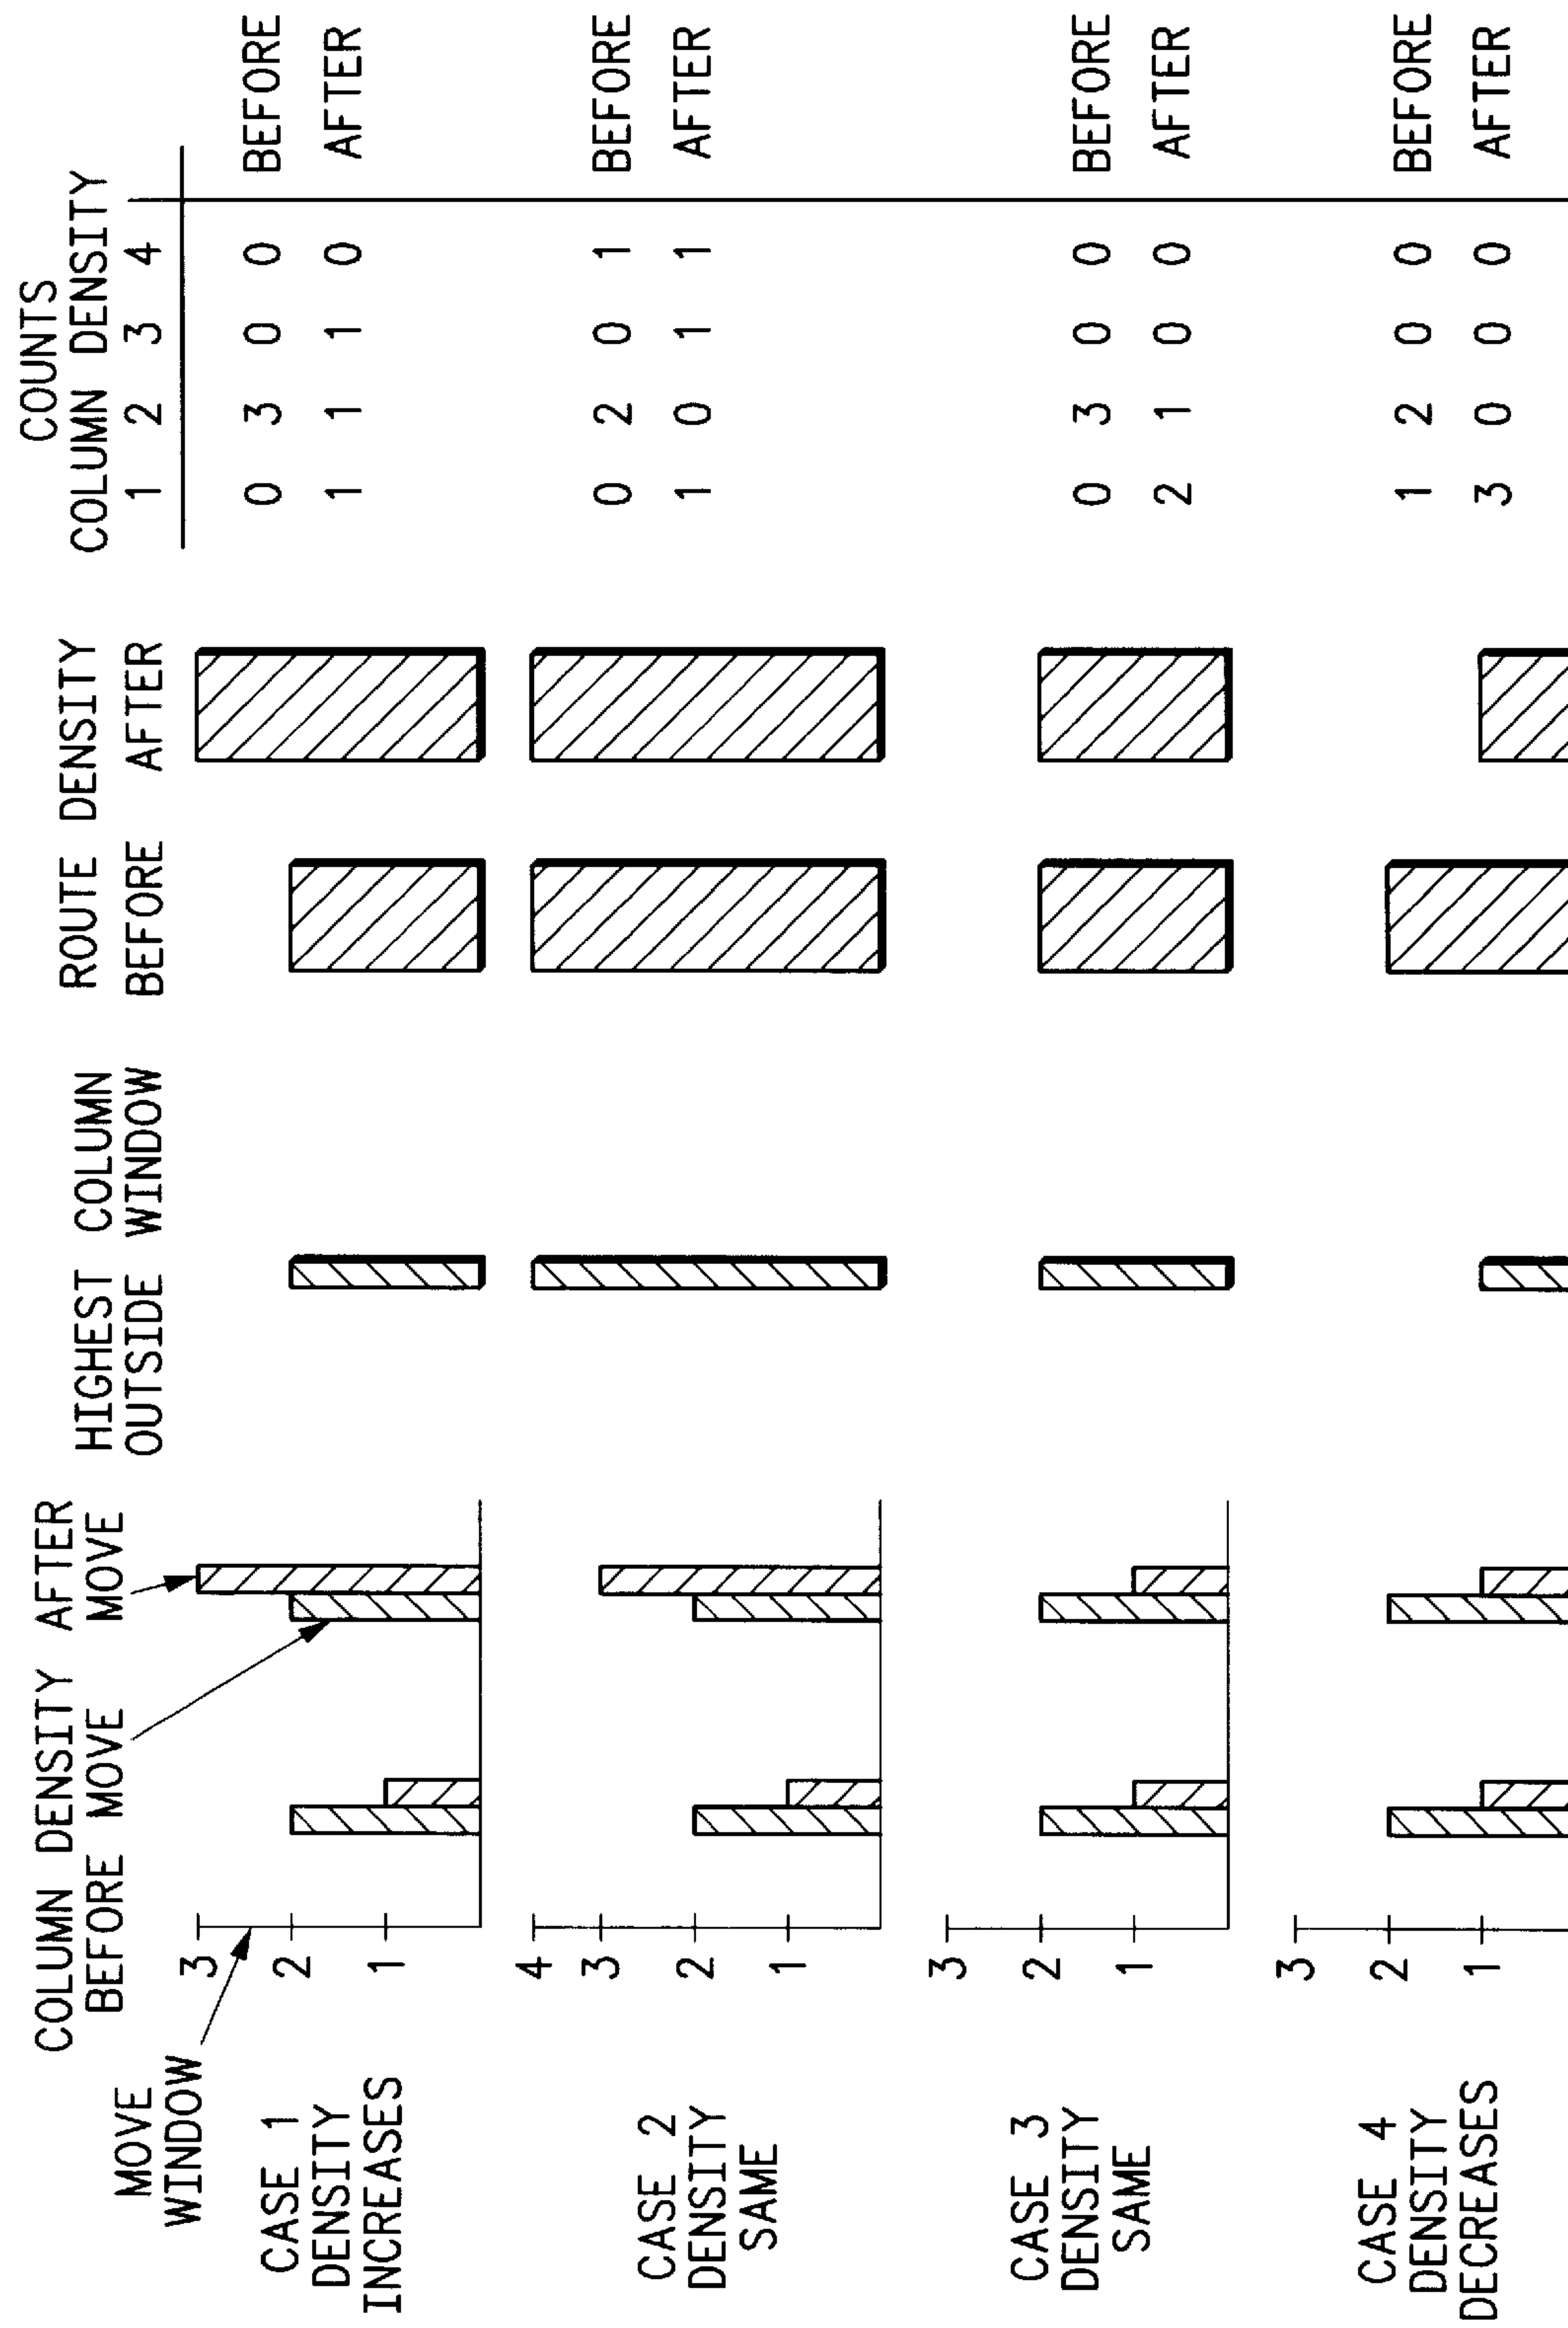 COLUMN DENSITY AFTER
BEFORE MOVE MOVE
HIGHEST COLUMN
OUTSIDE WINDOW
ROUTE DENSITY
BEFORE AFTER
COUNTS
COLUMN DENSITY
1 2 3 4
MOVE
WINDOW
CASE 1
DENSITY
INCREASES
3
2
1
0 3 0 0 BEFORE
1 1 1 0 AFTER
CASE 2
DENSITY
SAME
4
3
2
1
0 2 0 1 BEFORE
1 0 1 1 AFTER
CASE 3
DENSITY
SAME
3
2
1
0 3 0 0 BEFORE
2 1 0 0 AFTER
CASE 4
DENSITY
DECREASES
3
2
1
1 2 0 0 BEFORE
3 0 0 0 AFTER